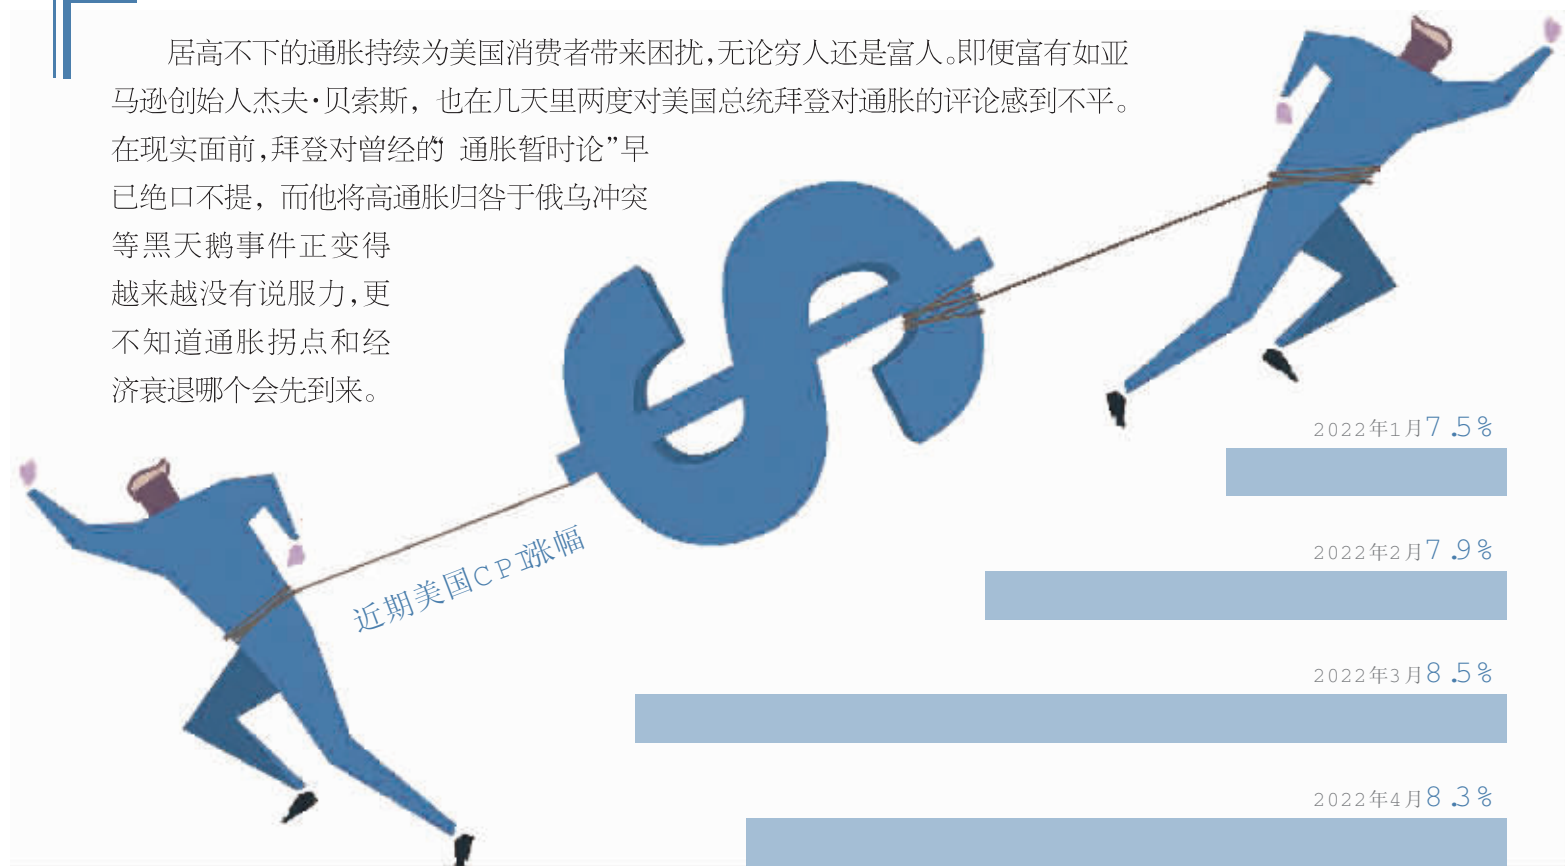 居高不下的通胀持续为美国消费者带来困扰,无论穷人还是富人。即便富有如亚
马逊创始人杰夫·贝索斯，也在几天里两度对美国总统拜登对通胀的评论感到不平。
在现实面前,拜登对曾经的“通胀暂时论”早
已绝口不提，而他将高通胀归咎于俄乌冲突
等黑天鹅事件正变得
越来越没有说服力,更
不知道通胀拐点和经
济衰退哪个会先到来。
近期美国CPI涨幅
2022年1月7.5%
2022年2月7.9%
2022年3月8.5%
2022年4月8.3%